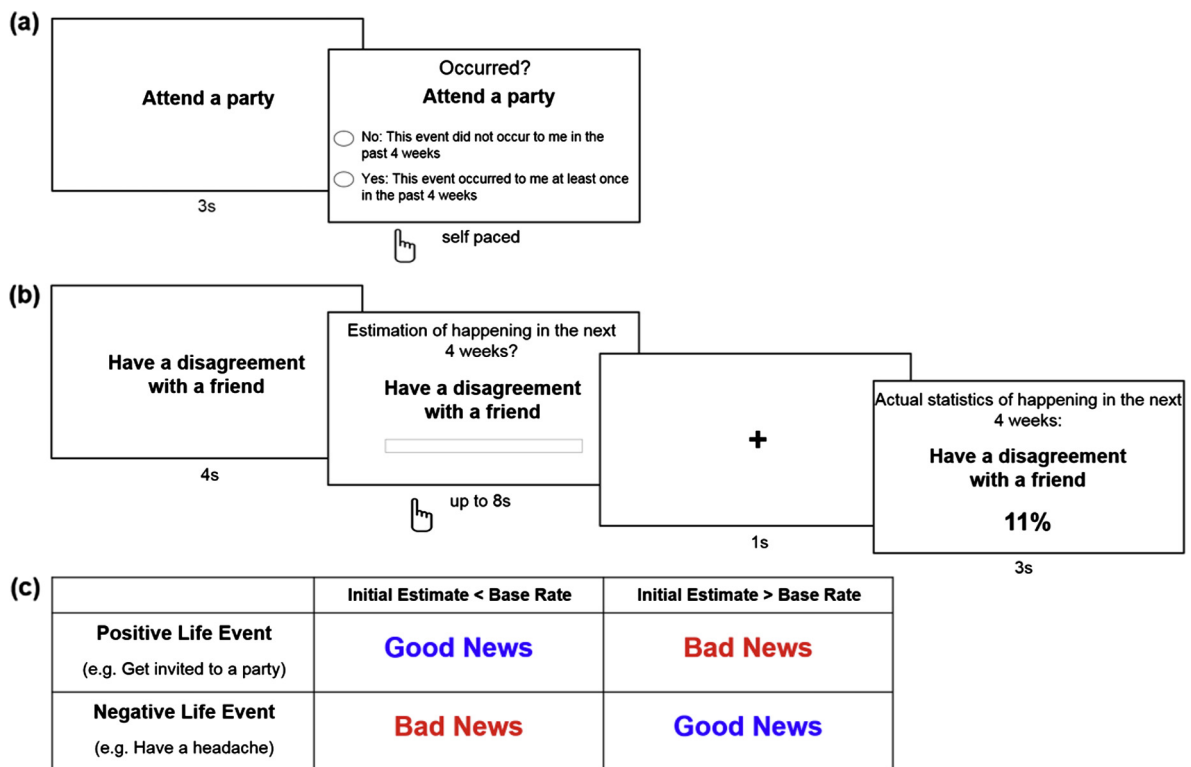 (a)
Attend a party
3s
Occurred?
Attend a party
No: This event did not occur to me in the
past 4 weeks
Yes: This event occurred to me at least once
in the past 4 weeks
self paced
(b)
Have a disagreement
with a friend
4s
Estimation of happening in the next
4 weeks?
Have a disagreement
with a friend
up to 8s
+
1s
Actual statistics of happening in the next
4 weeks:
Have a disagreement
with a friend
11%
3s
(c)
Initial Estimate < Base Rate
Initial Estimate > Base Rate
Positive Life Event
(e.g. Get invited to a party)
Good News
Bad News
Negative Life Event
(e.g. Have a headache)
Bad News
Good News